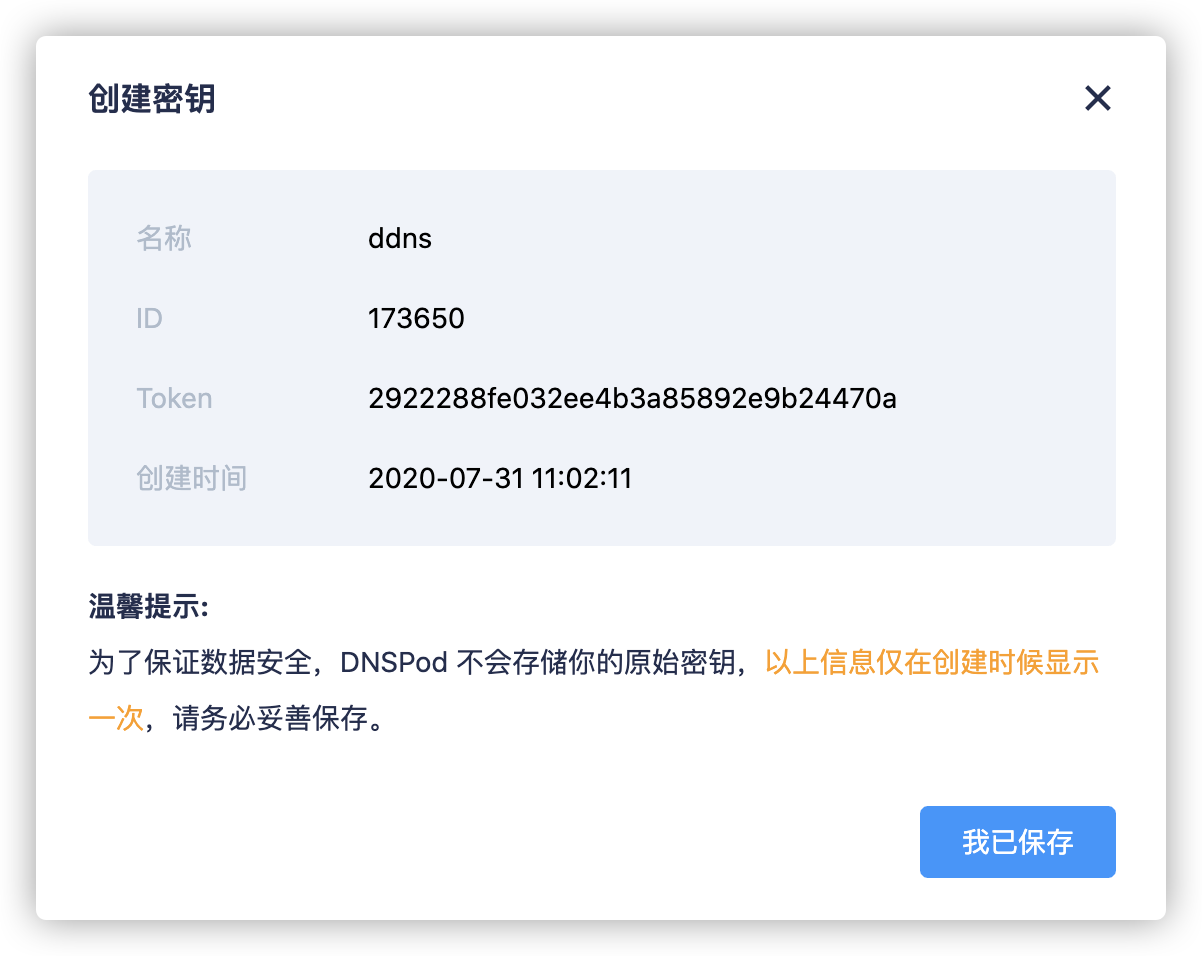 创建密钥
名称 ddns
ID 173650
Token 2922288fe032ee4b3a85892e9b24470a
创建时间 2020-07-31 11:02:11
温馨提示:
为了保证数据安全，DNSPod 不会存储你的原始密钥，以上信息仅在创建时候显示
一次，请务必妥善保存。
我已保存